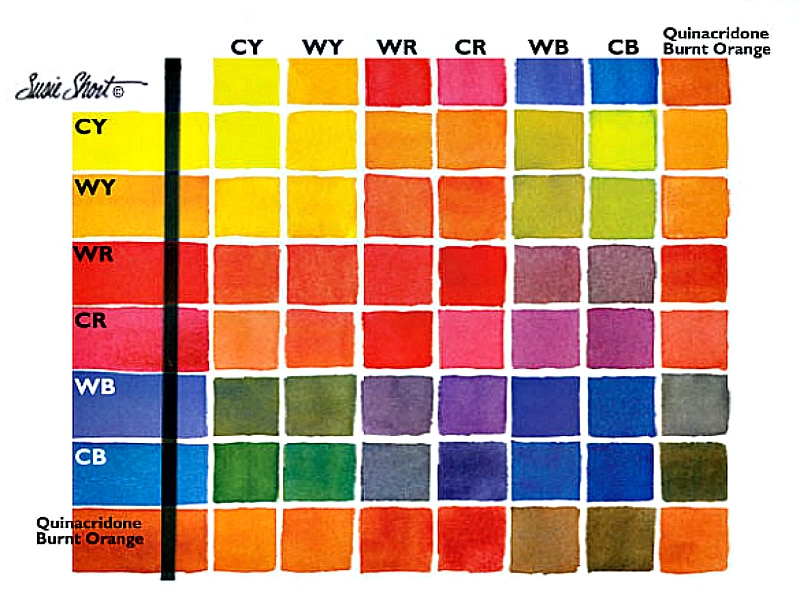 Quinacridone
CY WY WR CR WB CB Burnt Orange
Susie Short ©
CY
WY
WR
CR
WB
CB
Quinacridone
Burnt Orange